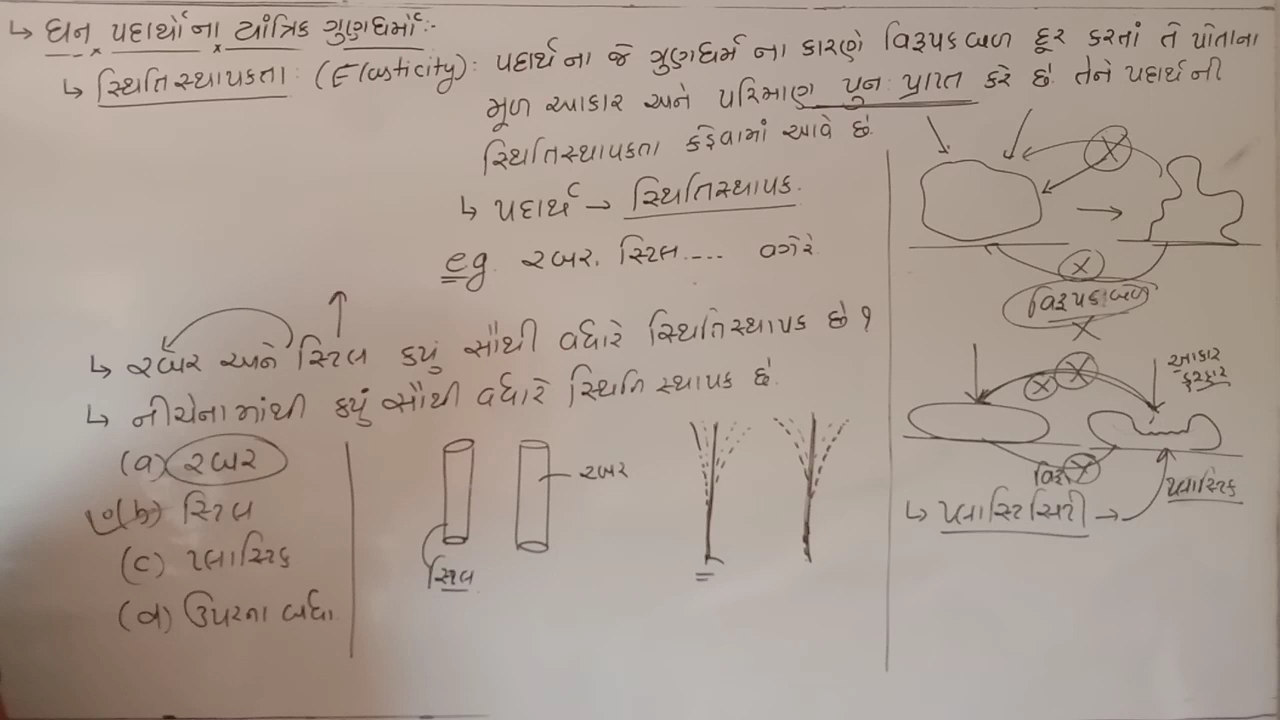 ↳ ઘન પદાર્થોના યાંત્રિક ગુણધર્મો:-
↳ સ્થિતિસ્થાપકતા: (Elasticity): પદાર્થના જે ગુણધર્મ ના કારણે વિરૂપકબળ દૂર કરતાં તે પોતાના
મૂળ આકાર અને પરિમાણ પુનઃ પ્રાપ્ત કરે છે. તેને પદાર્થની
સ્થિતિસ્થાપકતા કહેવામાં આવે છે.
↳ પદાર્થ → સ્થિતિસ્થાપક.
eg. રબર, સ્ટિલ.... વગેરે
↳ રબર અને સ્ટિલ કયું સૌથી વધારે સ્થિતિસ્થાપક છે?
↳ નીચેનામાંથી કયું સૌથી વધારે સ્થિતિ સ્થાપક છે.
(a) રબર
(b) સ્ટિલ
(c) પ્લાસ્ટિક
(d) ઉપરના બધા.
રબર
સ્ટિલ
વિરૂપકબળ
આકાર
ફેરફાર
વિરૂ
પ્લાસ્ટિક
↳ પ્લાસ્ટિસિટી →